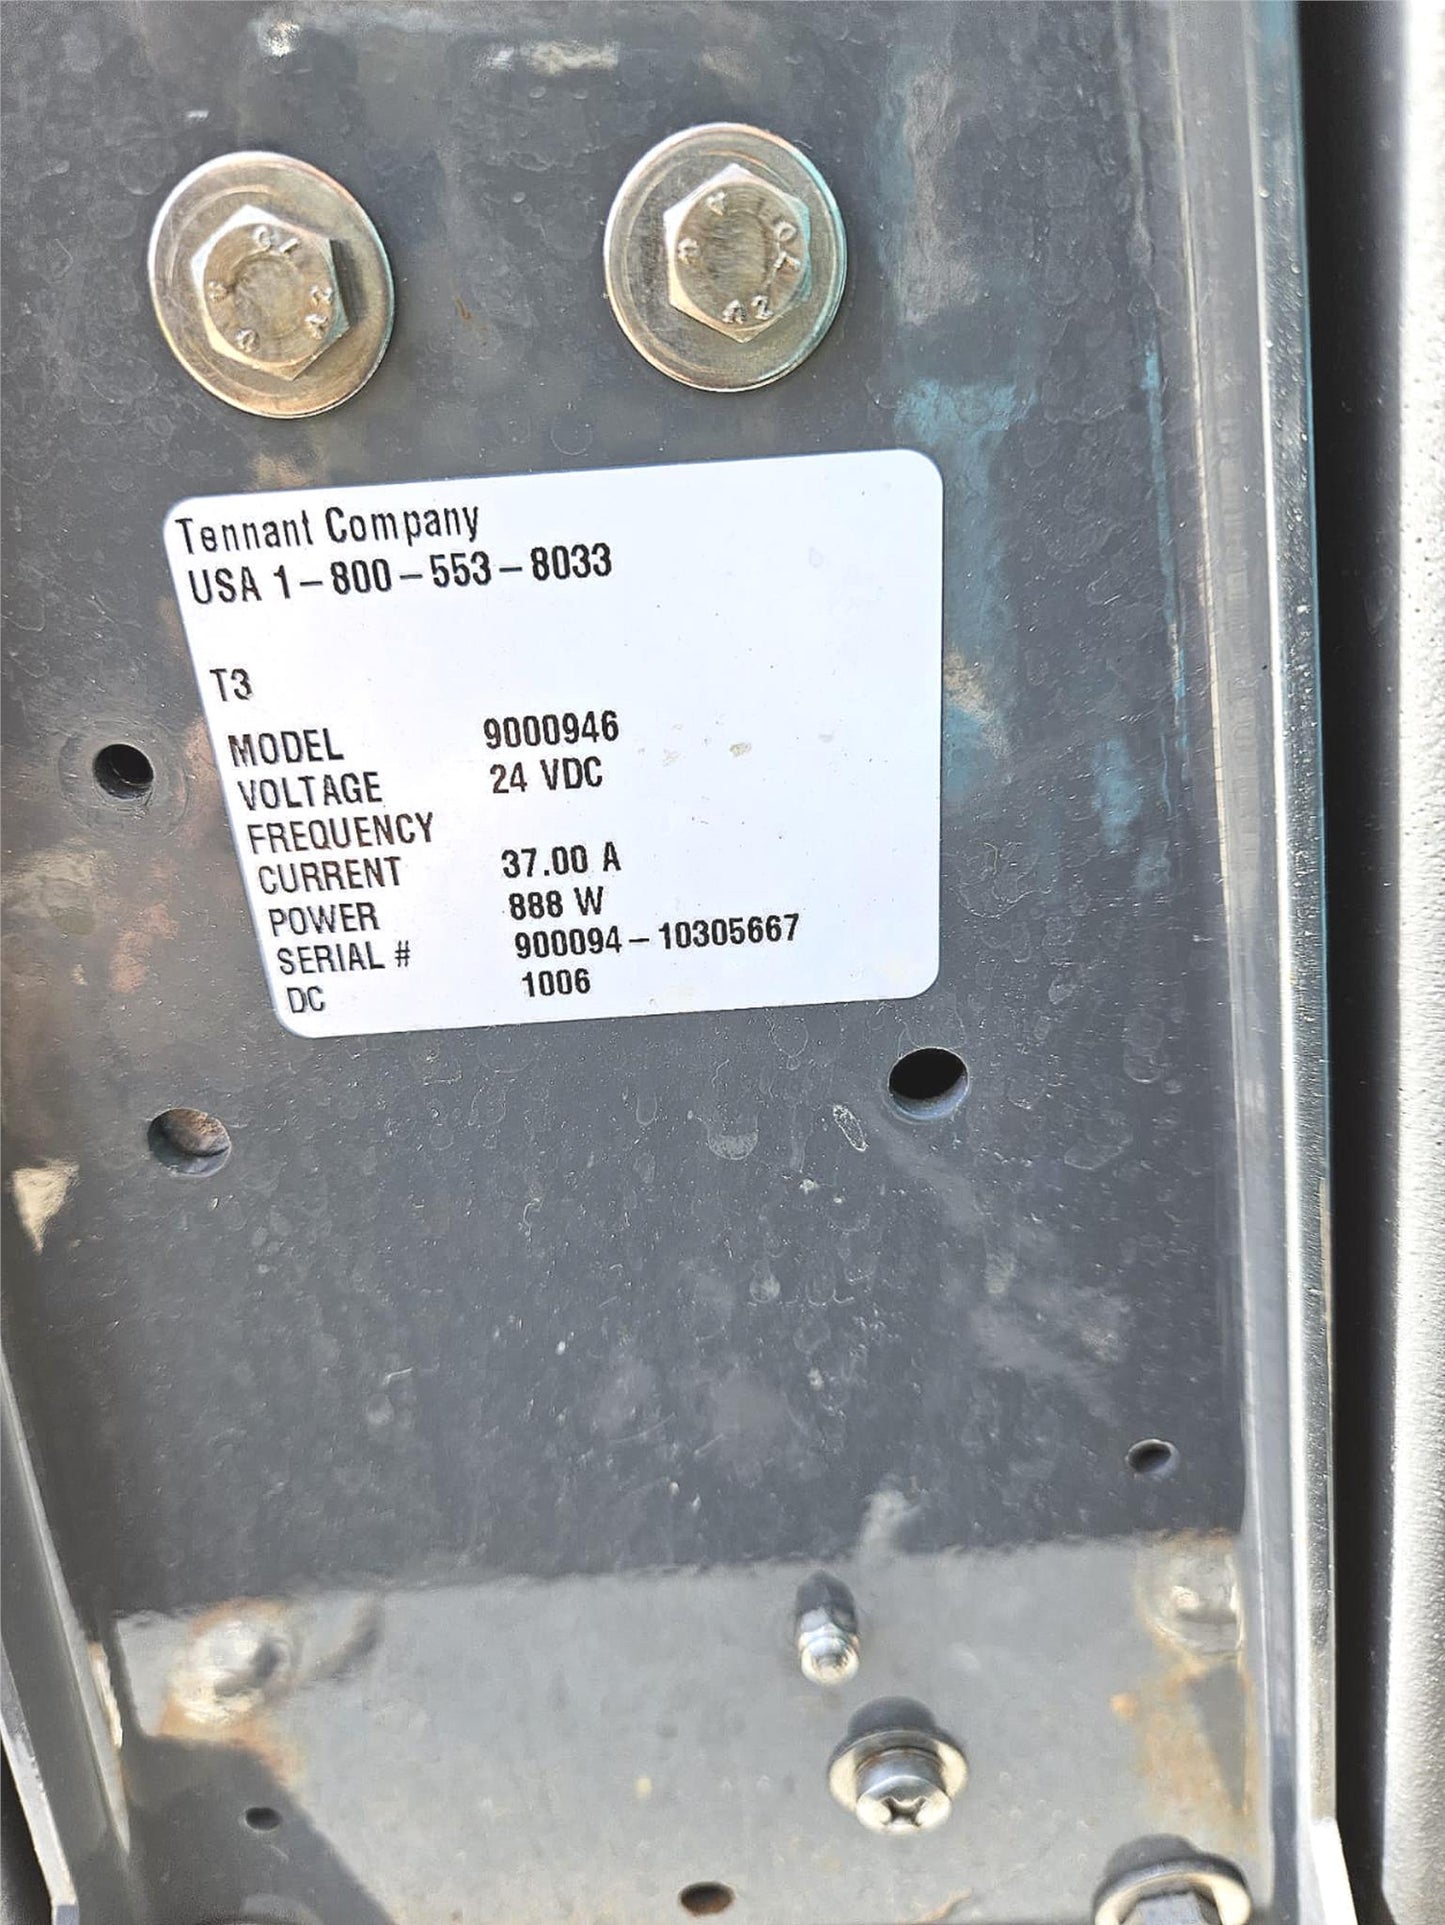 Tennant Company
USA 1-800-553-8033
T3
MODEL 9000946
VOLTAGE 24 VDC
FREQUENCY
CURRENT 37.00 A
POWER 888 W
SERIAL # 900094-10305667
DC 1006